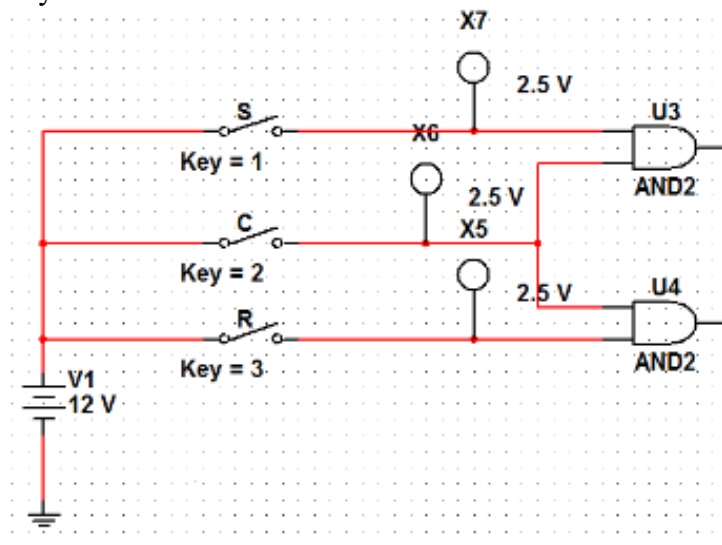 X7
2.5 V
S
U3
X6
Key = 1
AND2
2.5 V
C
X5
Key = 2
2.5 V
U4
R
Key = 3
AND2
V1
12 V